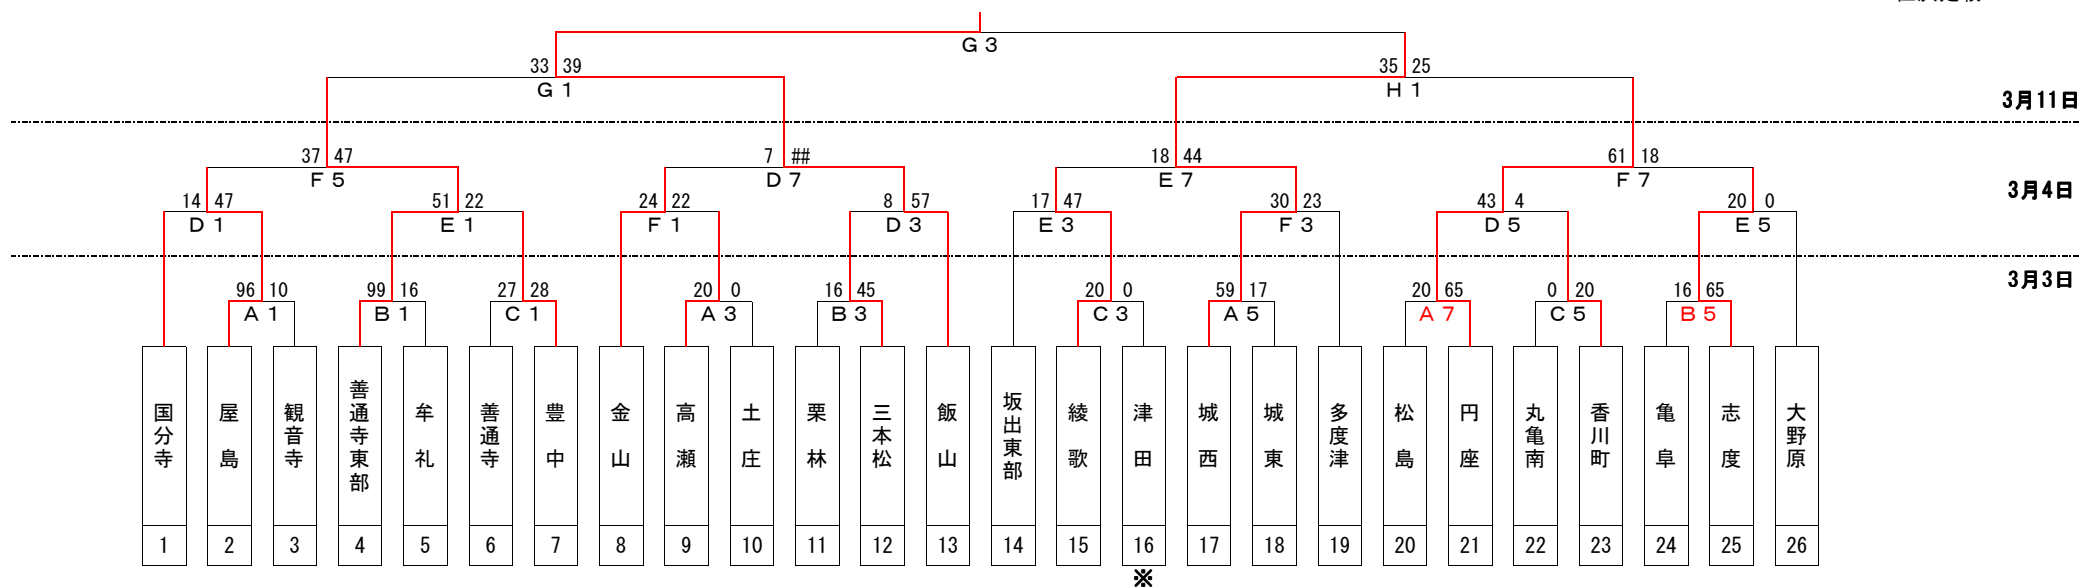 G 3
33 39
G 1
35 25
H 1
3月11日
37 47
F 5
7 ##
D 7
18 44
E 7
61 18
F 7
3月4日
14 47
D 1
51 22
E 1
24 22
F 1
8 57
D 3
17 47
E 3
30 23
F 3
43 4
D 5
20 0
E 5
3月3日
96 10
A 1
99 16
B 1
27 28
C 1
20 0
A 3
16 45
B 3
20 0
C 3
59 17
A 5
20 65
A 7
0 20
C 5
16 65
B 5
国分寺
屋島
観音寺
善通寺東部
牟礼
善通寺
豊中
金山
高瀬
土庄
栗林
三本松
飯山
坂出東部
綾歌
津田
城西
城東
多度津
松島
円座
丸亀南
香川町
亀阜
志度
大野原
1 2 3 4 5 6 7 8 9 10 11 12 13 14 15 16 17 18 19 20 21 22 23 24 25 26
※